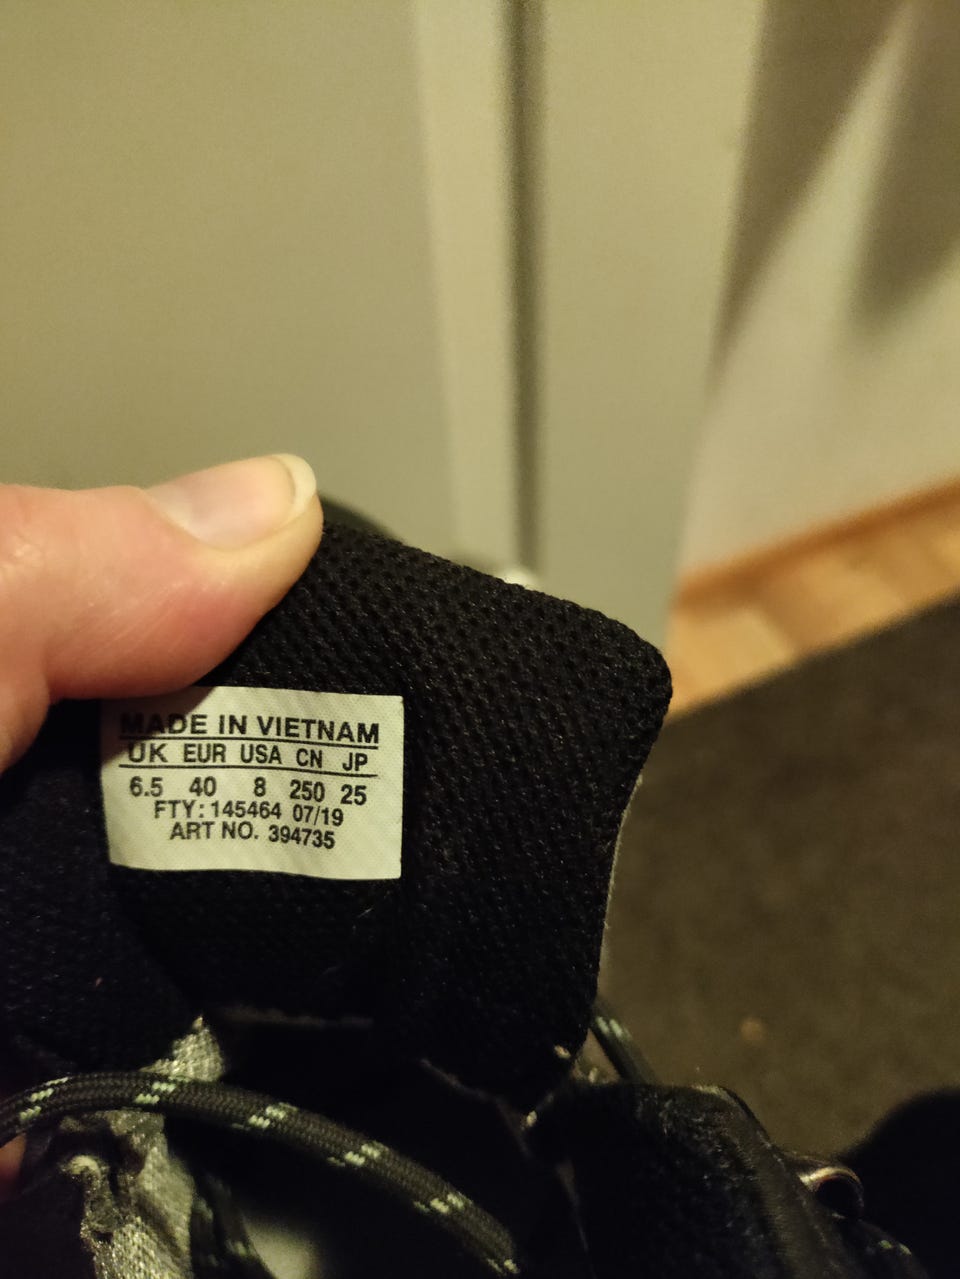 MADE IN VIETNAM
UK EUR USA CN JP
6.5 40 8 250 25
FTY: 145464 07/19
ART NO. 394735